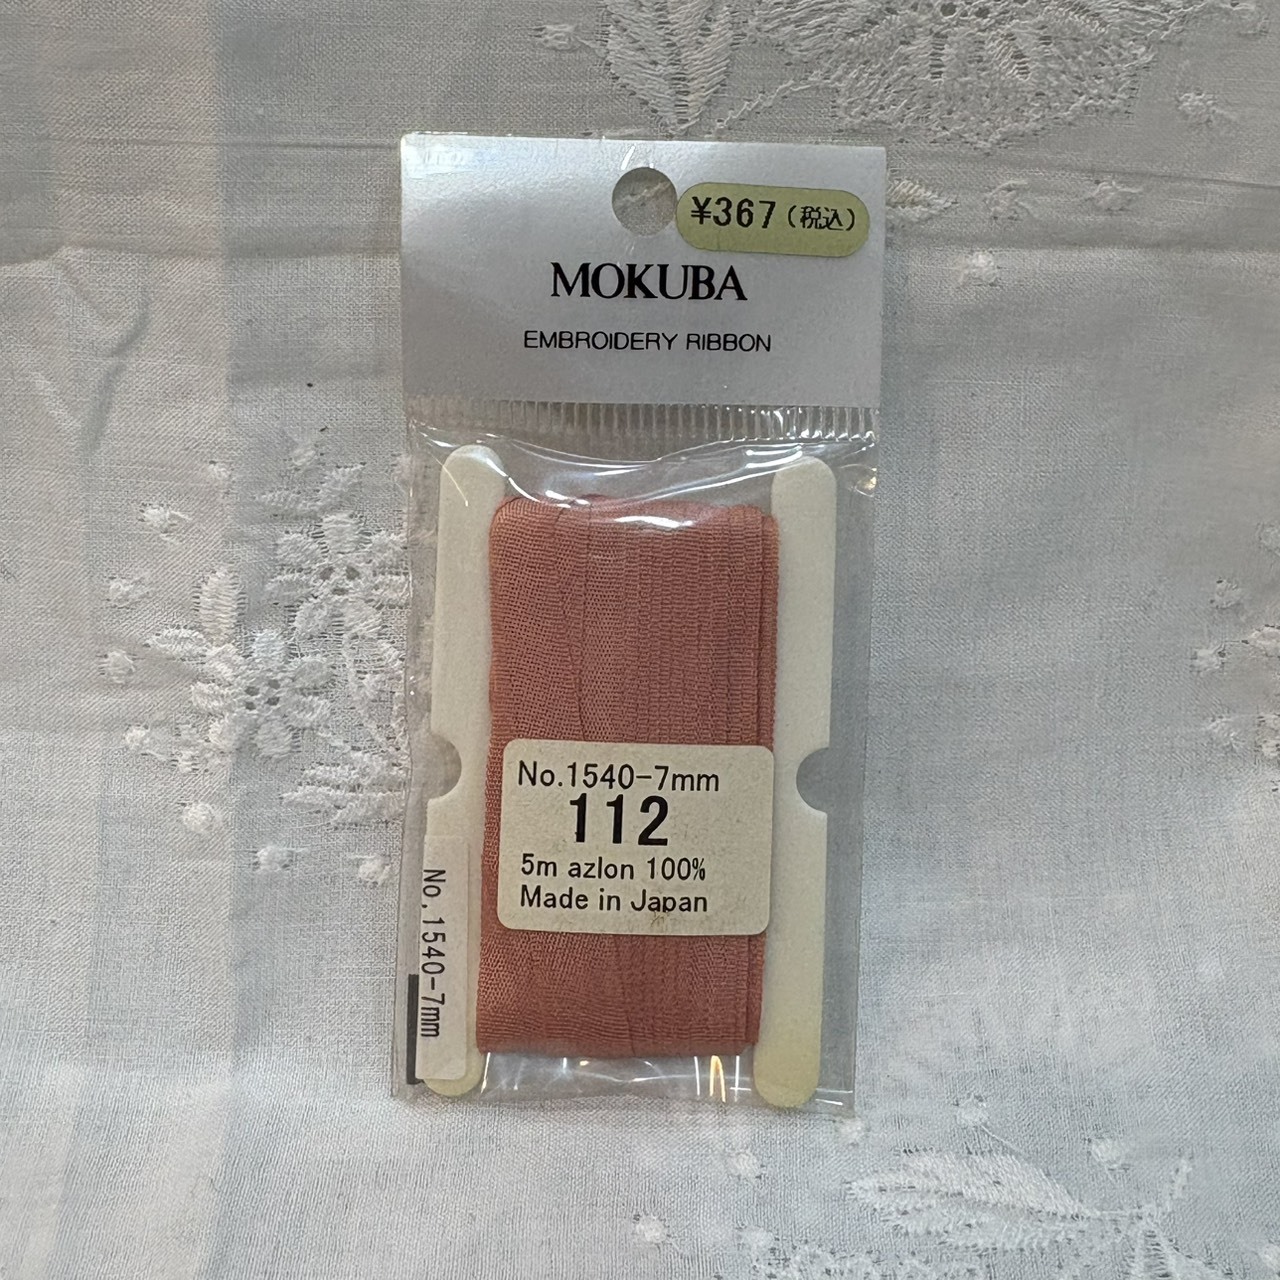 ¥367(税込)
MOKUBA
EMBROIDERY RIBBON
No.1540-7mm
112
5m azlon 100%
Made in Japan
No.1540-7mm